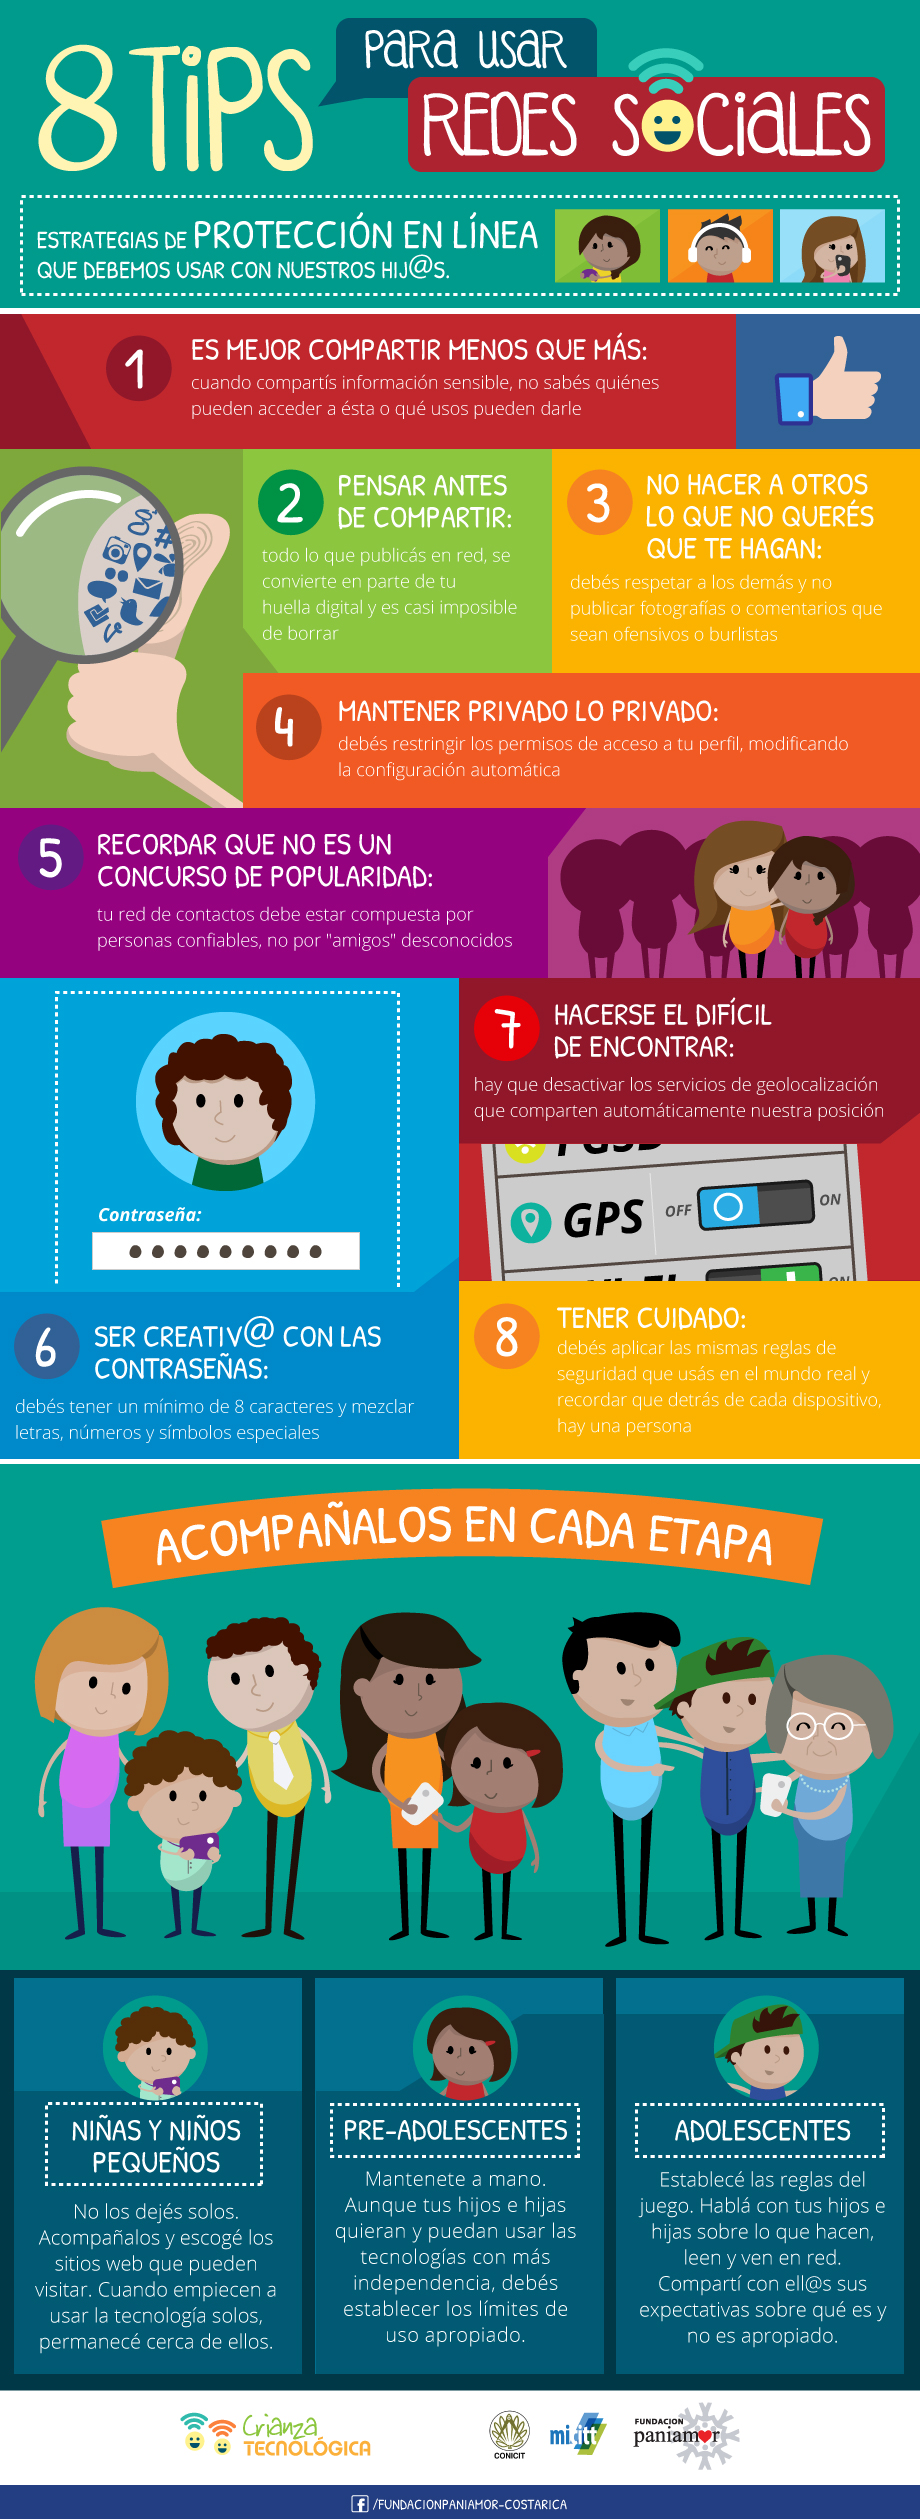 8 TIPS
PARA USAR
REDES SOCIALES
ESTRATEGIAS DE PROTECCIÓN EN LÍNEA
QUE DEBEMOS USAR CON NUESTROS HIJ@S.
1
ES MEJOR COMPARTIR MENOS QUE MÁS:
cuando compartís información sensible, no sabés quiénes
pueden acceder a ésta o qué usos pueden darle
2
PENSAR ANTES
DE COMPARTIR:
todo lo que publicás en red, se
convierte en parte de tu
huella digital y es casi imposible
de borrar
3
NO HACER A OTROS
LO QUE NO QUERÉS
QUE TE HAGAN:
debés respetar a los demás y no
publicar fotografías o comentarios que
sean ofensivos o burlistas
4
MANTENER PRIVADO LO PRIVADO:
debés restringir los permisos de acceso a tu perfil, modificando
la configuración automática
5
RECORDAR QUE NO ES UN
CONCURSO DE POPULARIDAD:
tu red de contactos debe estar compuesta por
personas confiables, no por "amigos" desconocidos
Contraseña:
6
SER CREATIV@ CON LAS
CONTRASEÑAS:
debés tener un mínimo de 8 caracteres y mezclar
letras, números y símbolos especiales
7
HACERSE EL DIFÍCIL
DE ENCONTRAR:
hay que desactivar los servicios de geolocalización
que comparten automáticamente nuestra posición
GPS OFF ON
ON
8
TENER CUIDADO:
debés aplicar las mismas reglas de
seguridad que usás en el mundo real y
recordar que detrás de cada dispositivo,
hay una persona
ACOMPAÑALOS EN CADA ETAPA
NIÑAS Y NIÑOS
PEQUEÑOS
No los dejés solos.
Acompañalos y escogé los
sitios web que pueden
visitar. Cuando empiecen a
usar la tecnología solos,
permanecé cerca de ellos.
PRE-ADOLESCENTES
Mantenete a mano.
Aunque tus hijos e hijas
quieran y puedan usar las
tecnologías con más
independencia, debés
establecer los límites de
uso apropiado.
ADOLESCENTES
Establecé las reglas del
juego. Hablá con tus hijos e
hijas sobre lo que hacen,
leen y ven en red.
Compartí con ell@s sus
expectativas sobre qué es y
no es apropiado.
Crianza
TECNOLÓGICA
CONICIT
micitt
FUNDACION
paniamor
/FUNDACIONPANIAMOR-COSTARICA